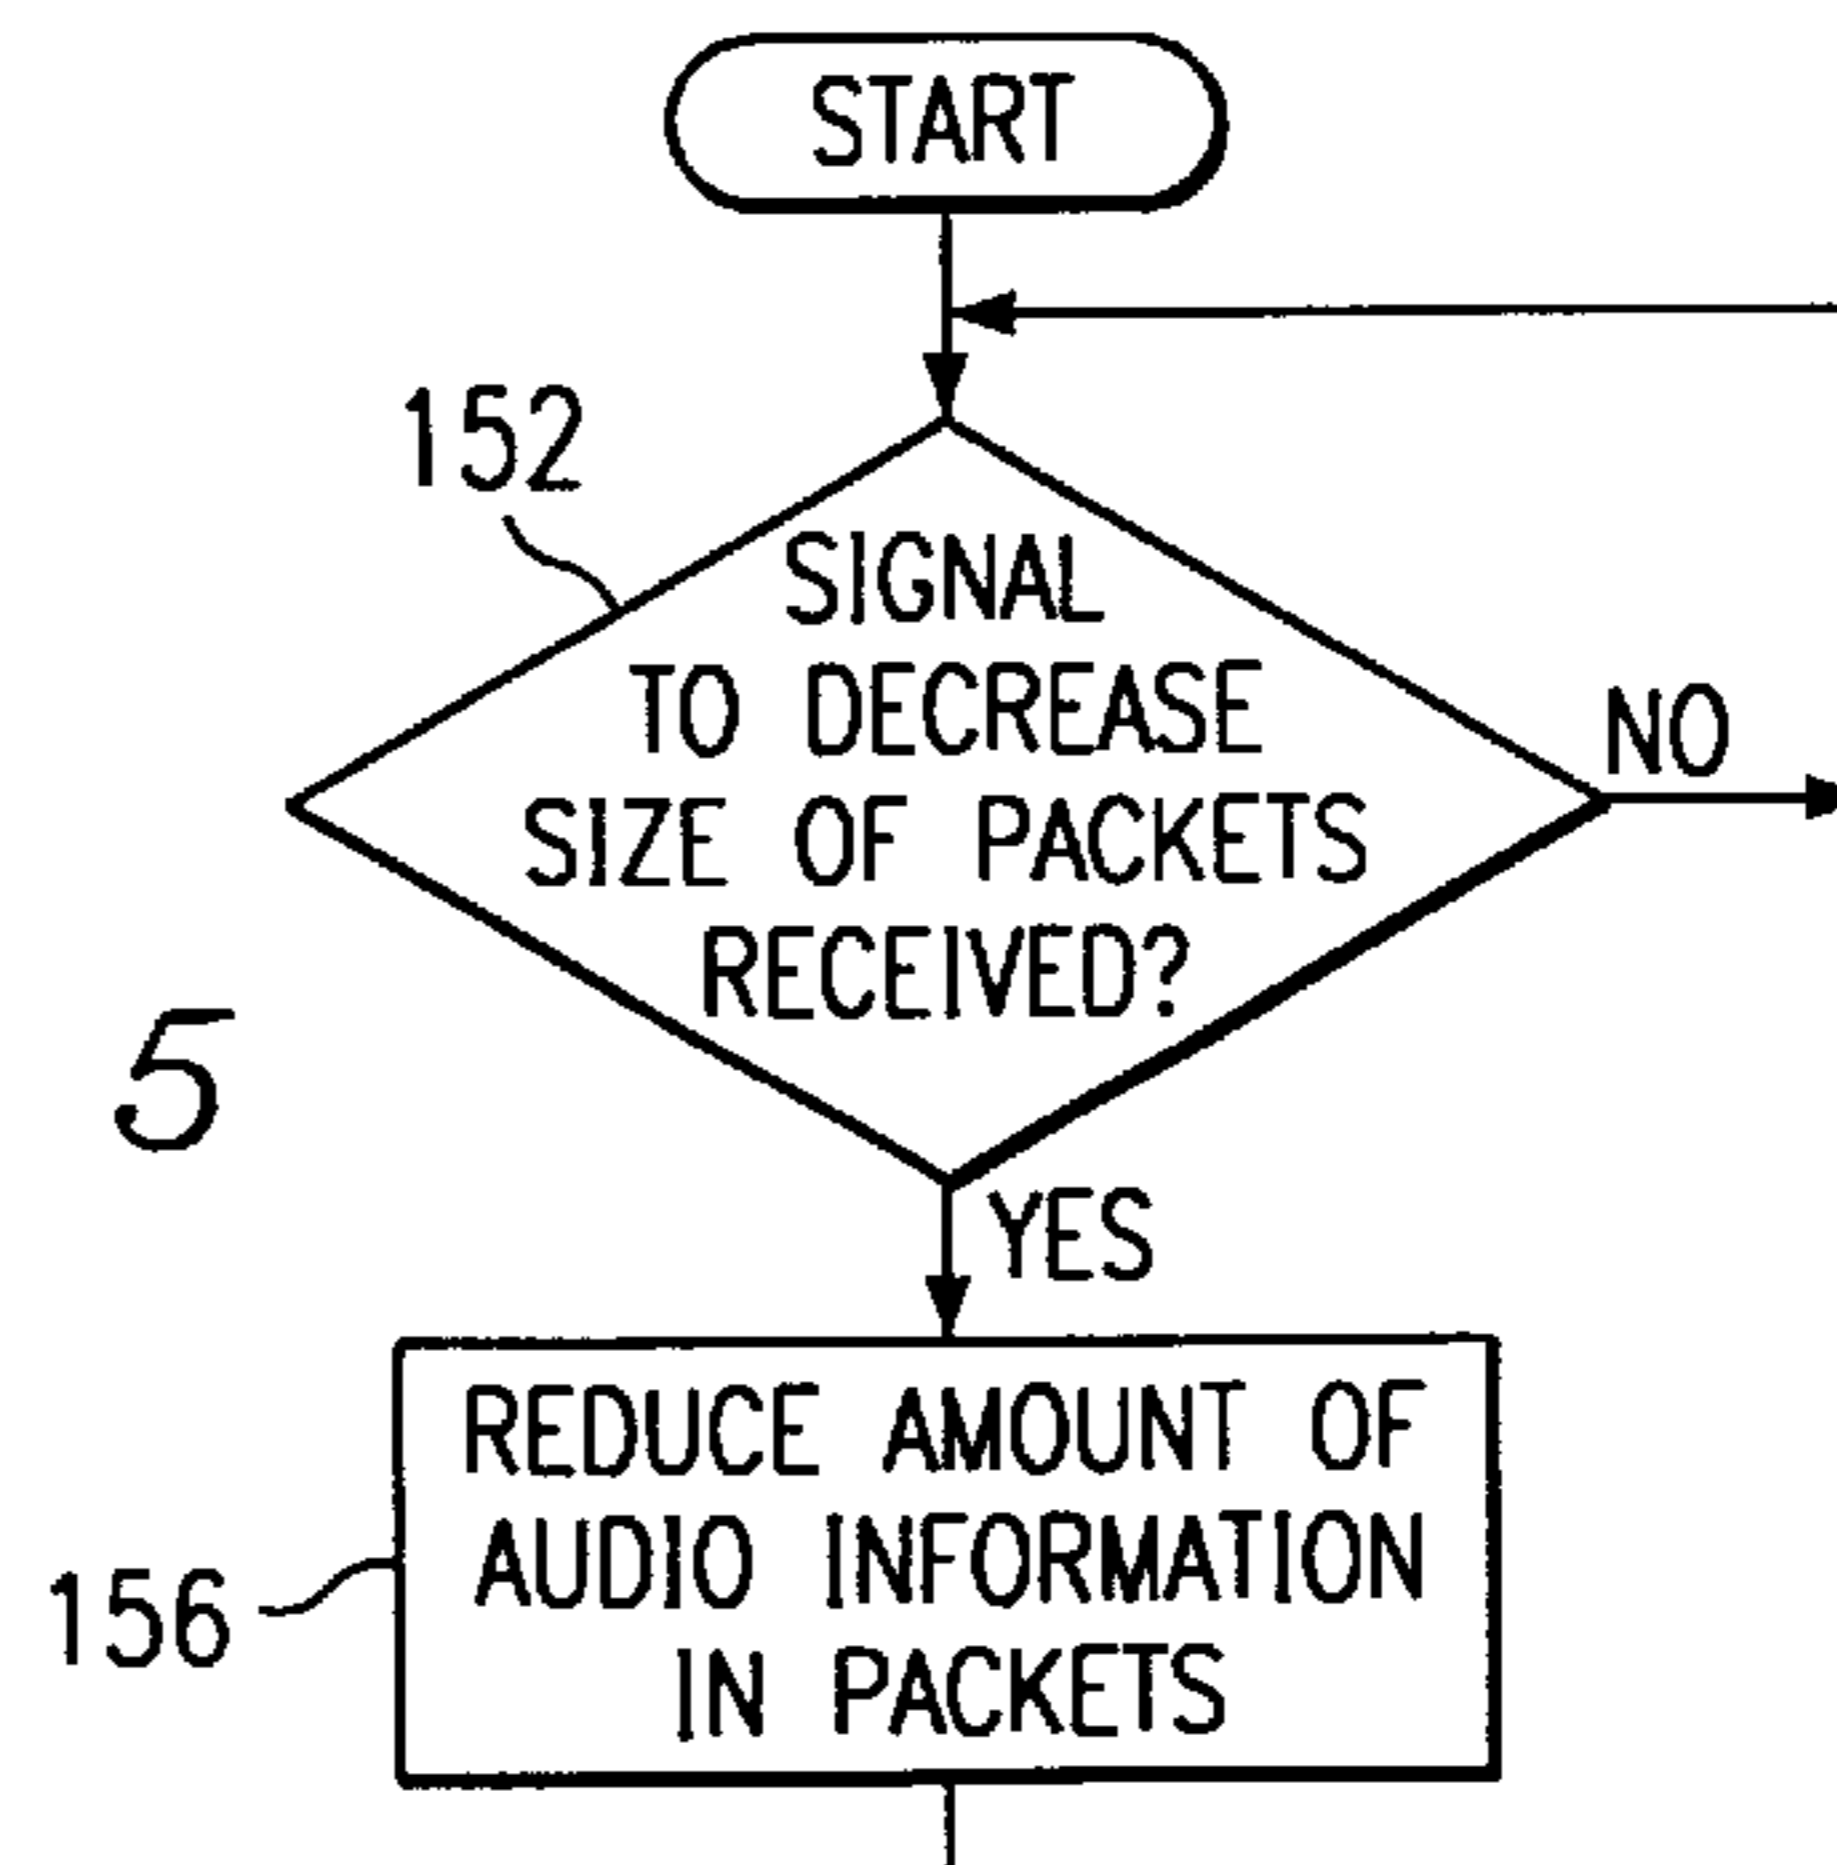 START
152
SIGNAL
TO DECREASE
SIZE OF PACKETS
RECEIVED?
NO
5
YES
REDUCE AMOUNT OF
AUDIO INFORMATION
IN PACKETS
156